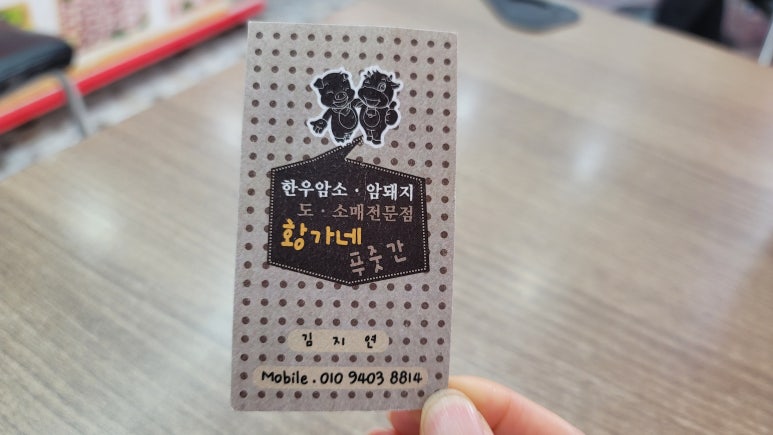 한우암소 · 암돼지
도 · 소매전문점
황가네
푸줏간
김 지 연
Mobile . 010 9403 8814